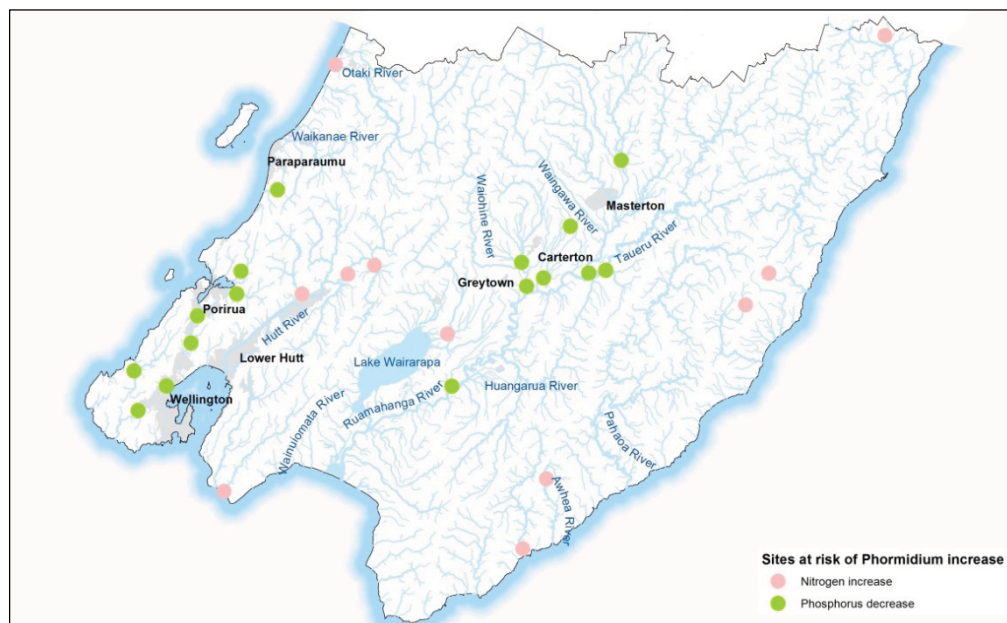 Otaki River
Waikanae River
Paraparaumu
Waingawa River
Waiohine River
Masterton
Taueru River
Carterton
Greytown
Porirua
Hutt River
Lower Hutt
Lake Wairarapa
Huangarua River
Ruamahanga River
Wellington
Wainuiomata River
Pahaoa River
Awhea River
Sites at risk of Phormidium increase
Nitrogen increase
Phosphorus decrease